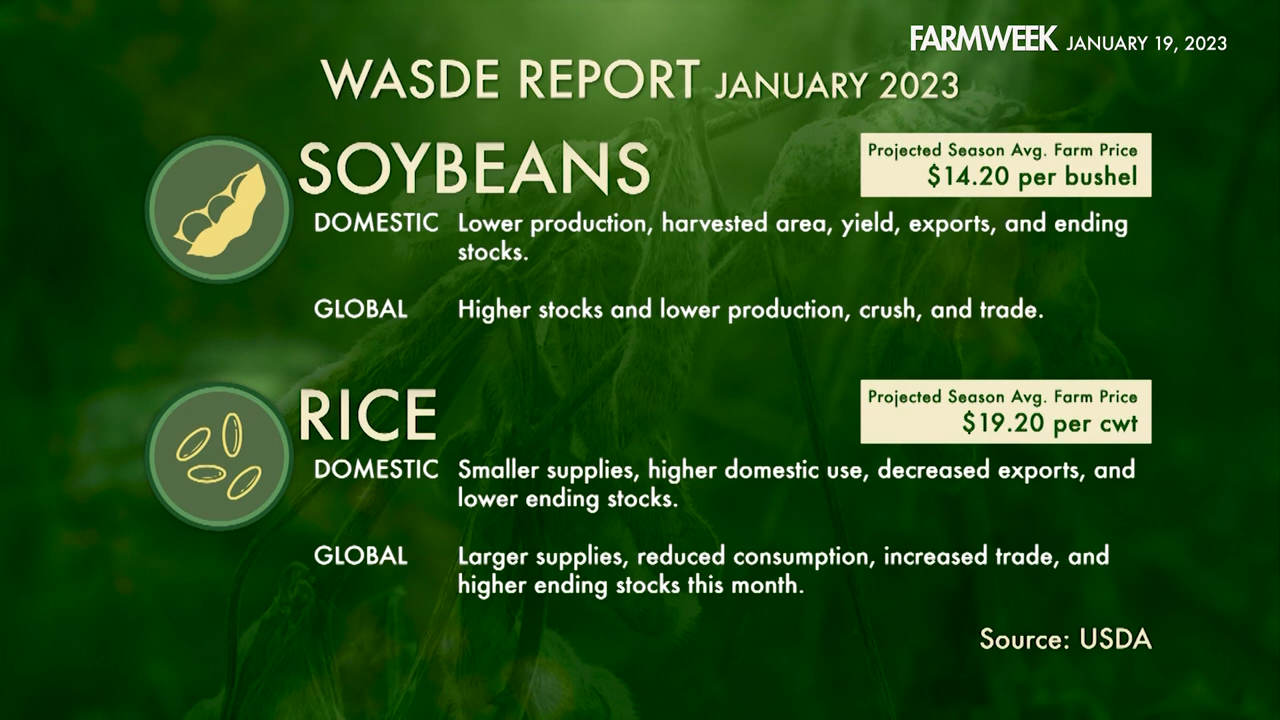 FARMWEEK JANUARY 19, 2023
WASDE REPORT JANUARY 2023
SOYBEANS
Projected Season Avg. Farm Price
$14.20 per bushel
DOMESTIC Lower production, harvested area, yield, exports, and ending
stocks.
GLOBAL Higher stocks and lower production, crush, and trade.
RICE
Projected Season Avg. Farm Price
$19.20 per cwt
DOMESTIC Smaller supplies, higher domestic use, decreased exports, and
lower ending stocks.
GLOBAL Larger supplies, reduced consumption, increased trade, and
higher ending stocks this month.
Source: USDA